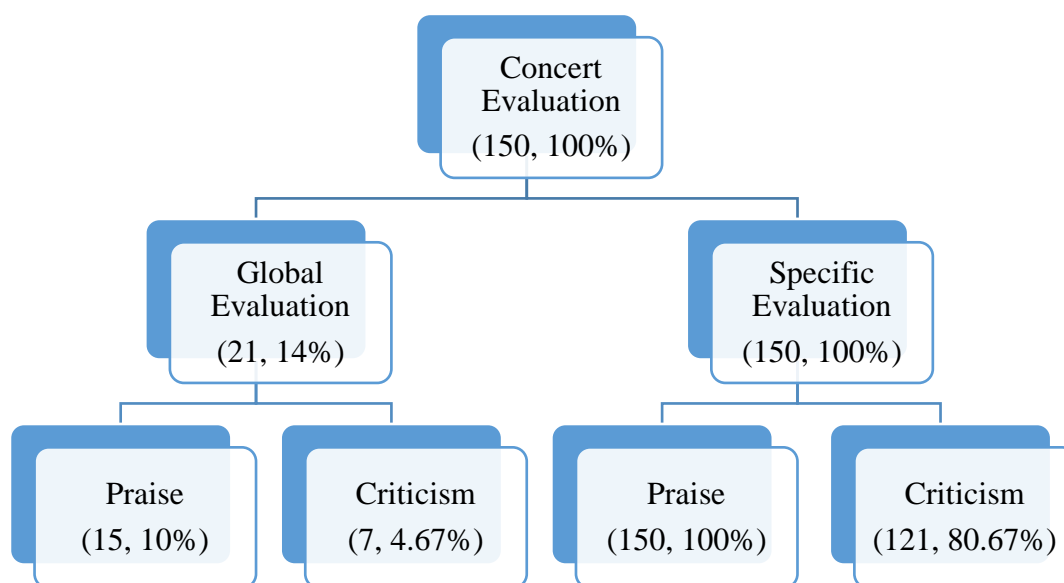 Concert
Evaluation
(150, 100%)
Global
Evaluation
(21, 14%)
Specific
Evaluation
(150, 100%)
Praise
(15, 10%)
Criticism
(7, 4.67%)
Praise
(150, 100%)
Criticism
(121, 80.67%)